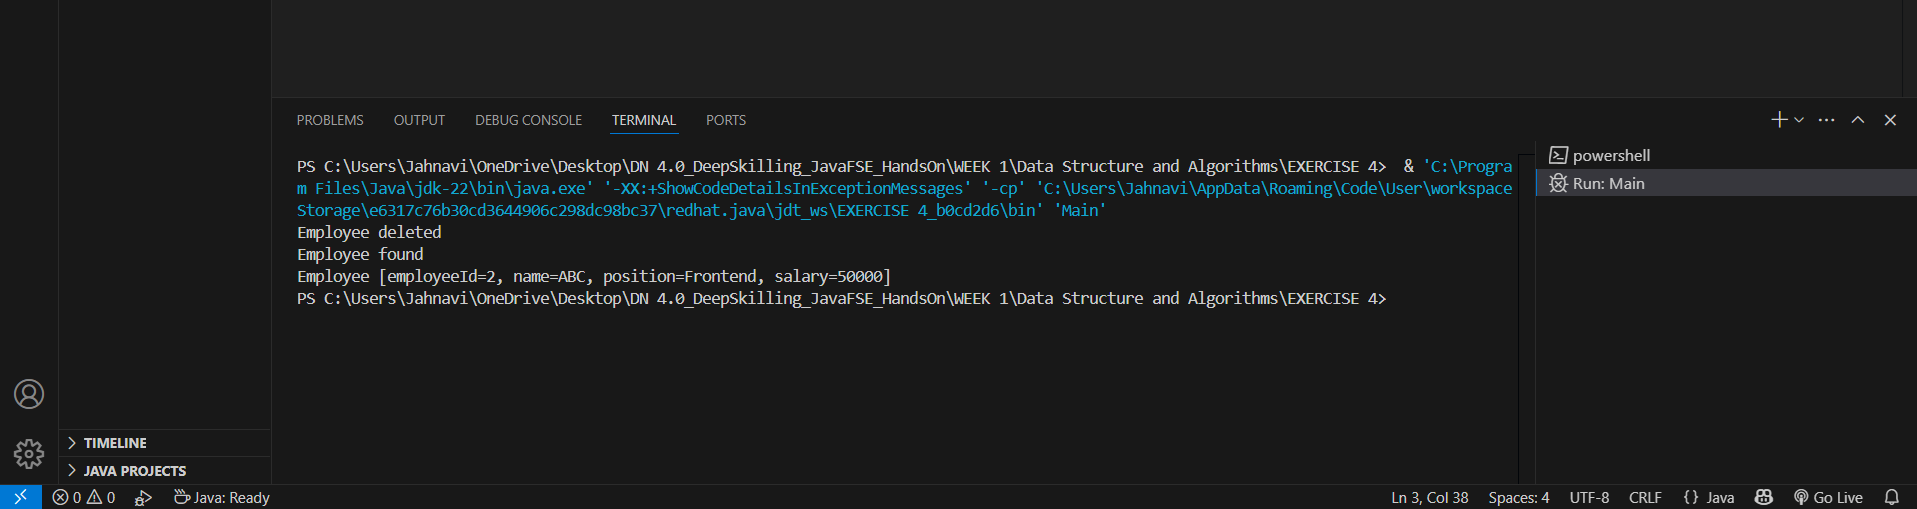 PROBLEMS OUTPUT DEBUG CONSOLE TERMINAL PORTS
PS C:\Users\Jahnavi\OneDrive\Desktop\DN 4.0_DeepSkilling_JavaFSE_HandsOn\WEEK 1\Data Structure and Algorithms\EXERCISE 4>  & 'C:\Progra
m Files\Java\jdk-22\bin\java.exe' '-XX:+ShowCodeDetailsInExceptionMessages' '-cp' 'C:\Users\Jahnavi\AppData\Roaming\Code\User\workspace
Storage\e6317c76b30cd3644906c298dc98bc37\redhat.java\jdt_ws\EXERCISE 4_b0cd2d6\bin' 'Main'
Employee deleted
Employee found
Employee [employeeId=2, name=ABC, position=Frontend, salary=50000]
PS C:\Users\Jahnavi\OneDrive\Desktop\DN 4.0_DeepSkilling_JavaFSE_HandsOn\WEEK 1\Data Structure and Algorithms\EXERCISE 4>
powershell
Run: Main
TIMELINE
JAVA PROJECTS
0 0 Java: Ready Ln 3, Col 38 Spaces: 4 UTF-8 CRLF {} Java Go Live